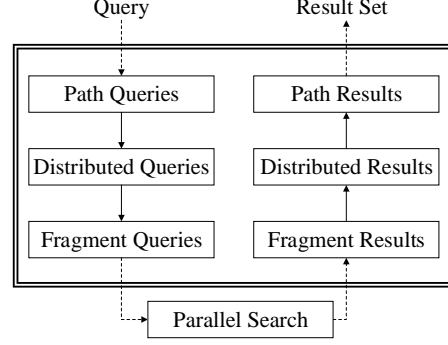 Query
Result Set
Path Queries
Path Results
Distributed Queries
Distributed Results
Fragment Queries
Fragment Results
Parallel Search